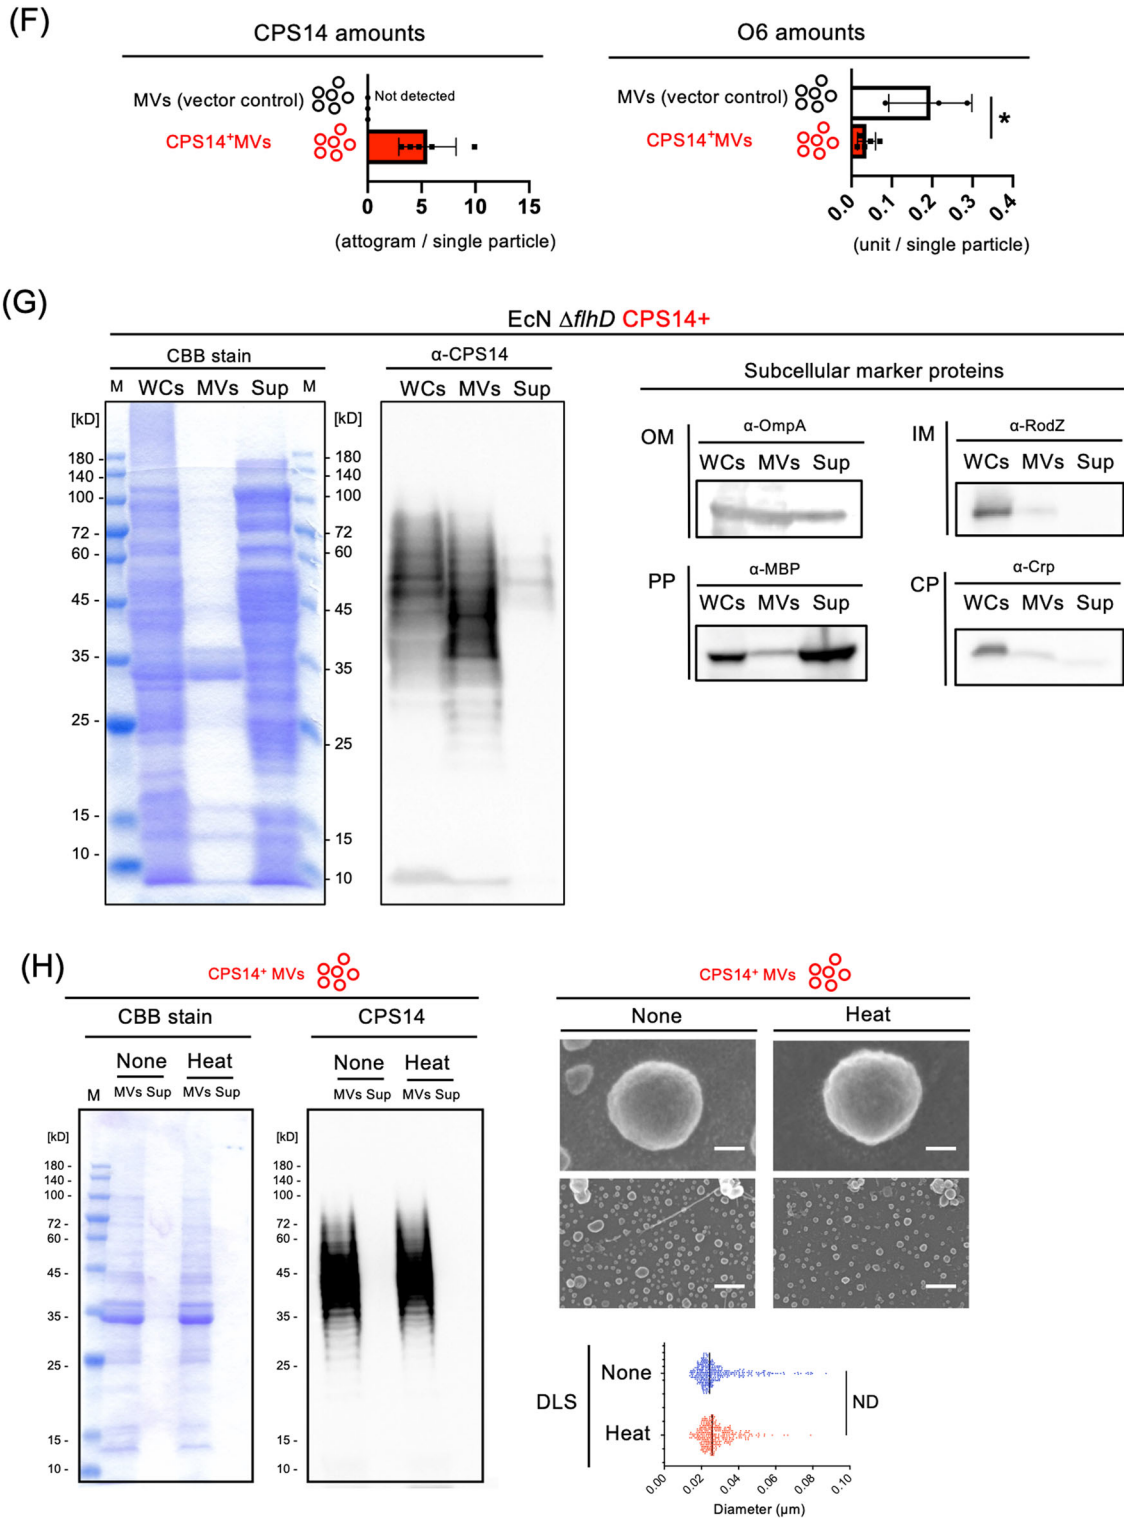 (F)
CPS14 amounts
MVs (vector control)
Not detected
CPS14⁺MVs
0 5 10 15
(attogram / single particle)
O6 amounts
MVs (vector control)
*
CPS14⁺MVs
0.0 0.1 0.2 0.3 0.4
(unit / single particle)
(G)
EcN ΔflhD CPS14+
CBB stain
M WCs MVs Sup M
[kD] [kD]
180 - - 180
140 - - 140
100 - - 100
72 - - 72
60 - - 60
45 - - 45
35 - - 35
25 - - 25
15 - - 15
10 - - 10
α-CPS14
WCs MVs Sup
Subcellular marker proteins
OM
α-OmpA
WCs MVs Sup
IM
α-RodZ
WCs MVs Sup
PP
α-MBP
WCs MVs Sup
CP
α-Crp
WCs MVs Sup
(H)
CPS14⁺ MVs
CBB stain
None Heat
M MVs Sup MVs Sup
[kD]
180 -
140 -
100 -
72 -
60 -
45 -
35 -
25 -
15 -
10 -
CPS14
None Heat
MVs Sup MVs Sup
[kD]
180 -
140 -
100 -
72 -
60 -
45 -
35 -
25 -
15 -
10 -
CPS14⁺ MVs
None Heat
DLS
None
Heat
ND
0.00 0.02 0.04 0.06 0.08 0.10
Diameter (μm)